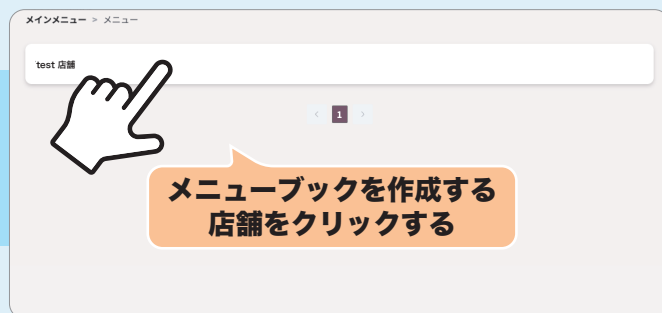 メインメニュー > メニュー
test 店舗
< 1 >
メニューブックを作成する
店舗をクリックする